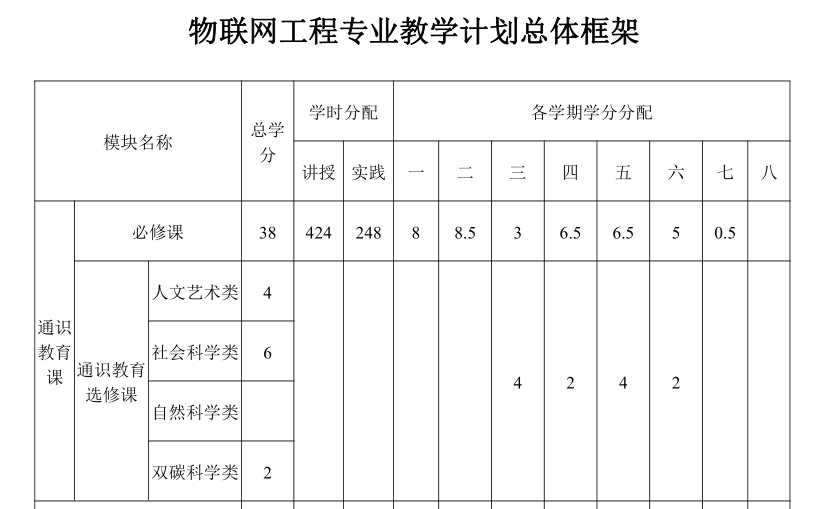 物联网工程专业教学计划总体框架
模块名称 总学分 学时分配 各学期学分分配
讲授 实践 一 二 三 四 五 六 七 八
通识教育课 必修课 38 424 248 8 8.5 3 6.5 6.5 5 0.5
通识教育选修课 人文艺术类 4 4 2 4 2
社会科学类 6
自然科学类
双碳科学类 2